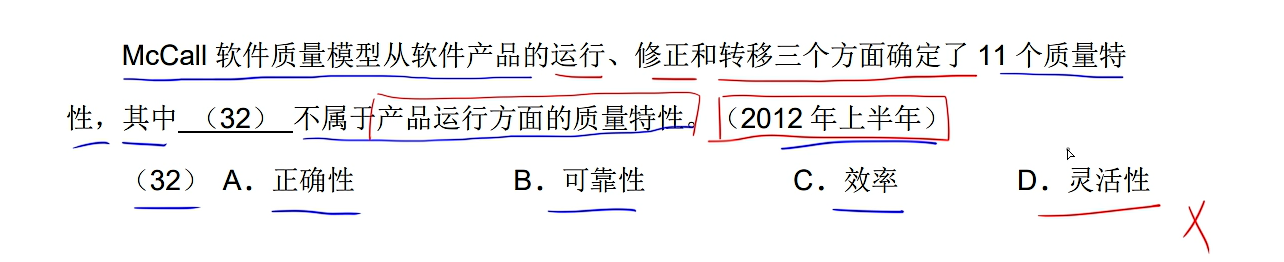 McCall 软件质量模型从软件产品的运行、修正和转移三个方面确定了 11 个质量特
性，其中 （32） 不属于产品运行方面的质量特性。（2012 年上半年）
（32） A．正确性 B．可靠性 C．效率 D．灵活性